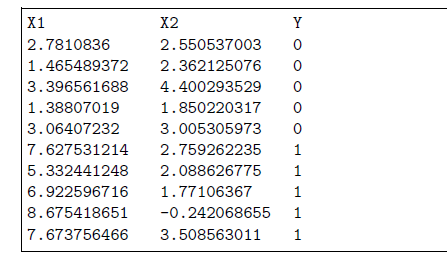 X1 X2 Y
2.7810836 2.550537003 0
1.465489372 2.362125076 0
3.396561688 4.400293529 0
1.38807019 1.850220317 0
3.06407232 3.005305973 0
7.627531214 2.759262235 1
5.332441248 2.088626775 1
6.922596716 1.77106367 1
8.675418651 -0.242068655 1
7.673756466 3.508563011 1